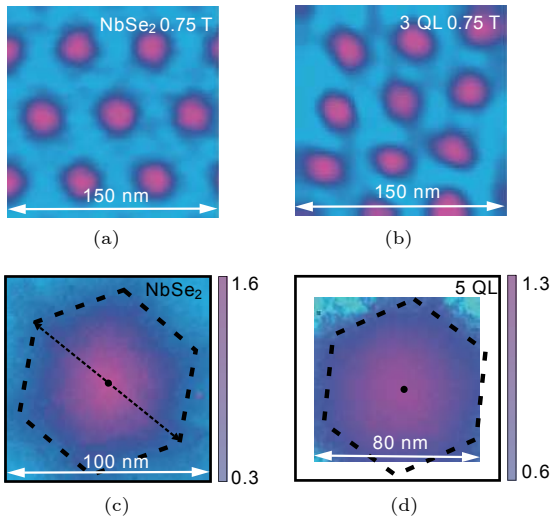 NbSe₂ 0.75 T
150 nm
(a)
3 QL 0.75 T
150 nm
(b)
NbSe₂
100 nm
1.6
0.3
(c)
5 QL
80 nm
1.3
0.6
(d)